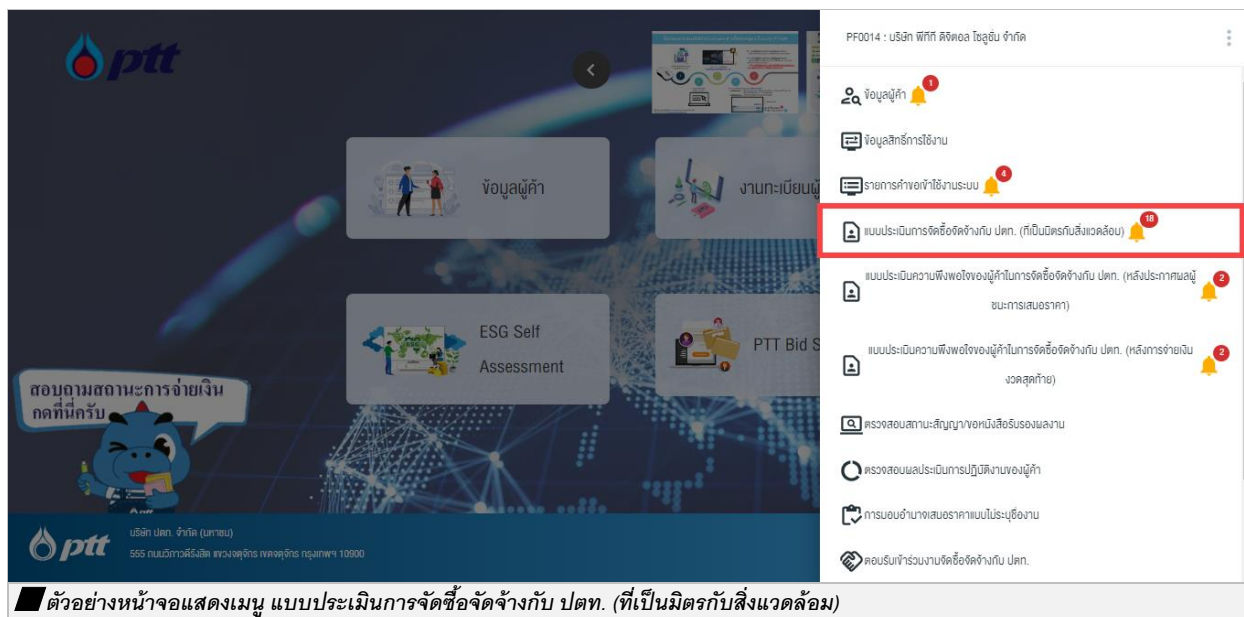 ptt
PF0014 : บริษัท พีทีที ดิจิตอล โซลูชั่น จำกัด
ข้อมูลผู้ค้า
1
ข้อมูลสิทธิ์การใช้งาน
รายการคำขอเข้าใช้งานระบบ
4
แบบประเมินการจัดซื้อจัดจ้างกับ ปตท. (ที่เป็นมิตรกับสิ่งแวดล้อม)
18
แบบประเมินความพึงพอใจของผู้ค้าในการจัดซื้อจัดจ้างกับ ปตท. (หลังประกาศผลผู้
ชนะการเสนอราคา)
2
แบบประเมินความพึงพอใจของผู้ค้าในการจัดซื้อจัดจ้างกับ ปตท. (หลังการจ่ายเงิน
งวดสุดท้าย)
2
ตรวจสอบสถานะสัญญา/ขอหนังสือรับรองผลงาน
ตรวจสอบผลประเมินการปฏิบัติงานของผู้ค้า
การมอบอำนาจเสนอราคาแบบไม่ระบุชื่องาน
ตอบรับเข้าร่วมงานจัดซื้อจัดจ้างกับ ปตท.
ข้อมูลผู้ค้า
งานทะเบียนผู้
ESG Self
Assessment
PTT Bid S
สอบถามสถานะการจ่ายเงิน
กดที่นี่ครับ
ptt
บริษัท ปตท. จำกัด (มหาชน)
555 ถนนวิภาวดีรังสิต แขวงจตุจักร เขตจตุจักร กรุงเทพฯ 10900
ตัวอย่างหน้าจอแสดงเมนู แบบประเมินการจัดซื้อจัดจ้างกับ ปตท. (ที่เป็นมิตรกับสิ่งแวดล้อม)